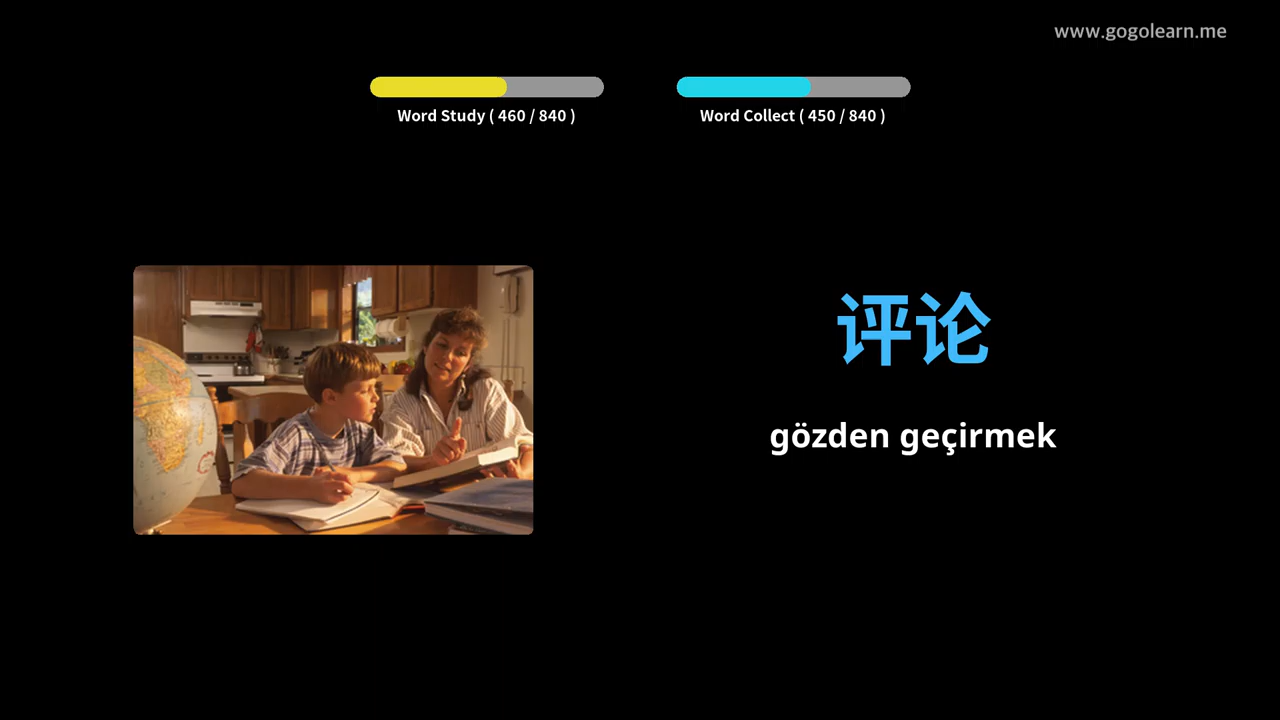 www.gogolearn.me
Word Study ( 460 / 840 )
Word Collect ( 450 / 840 )
评论
gözden geçirmek